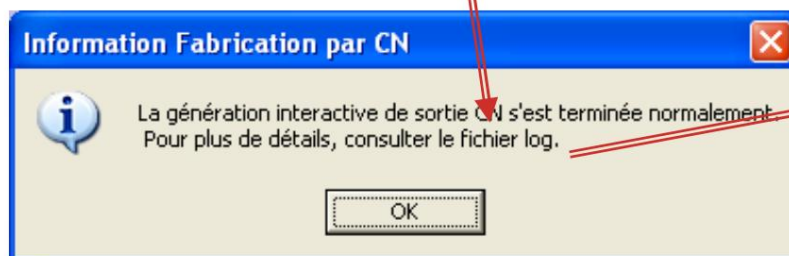 Information Fabrication par CN
La génération interactive de sortie CN s'est terminée normalement.
Pour plus de détails, consulter le fichier log.
OK